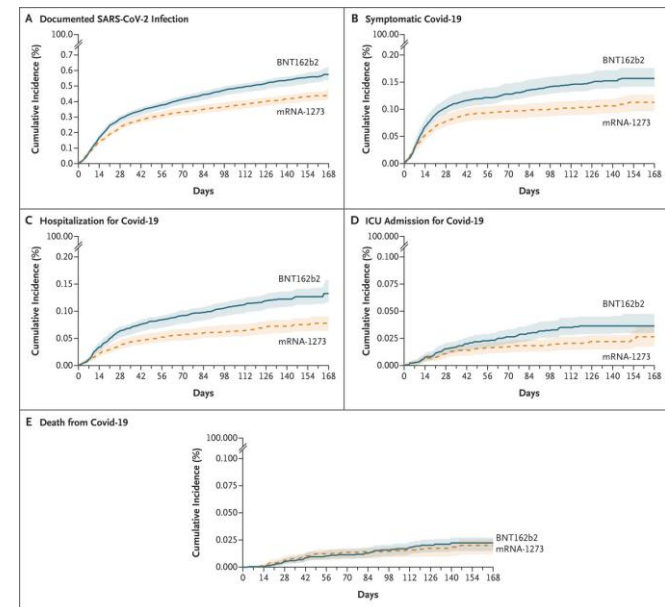 A Documented SARS-CoV-2 Infection
Cumulative Incidence (%)
100.0
0.7
0.6
0.5
0.4
0.3
0.2
0.1
0.0
BNT162b2
mRNA-1273
0 14 28 42 56 70 84 98 112 126 140 154 168
Days
B Symptomatic Covid-19
Cumulative Incidence (%)
100.00
0.20
0.15
0.10
0.05
0.00
BNT162b2
mRNA-1273
0 14 28 42 56 70 84 98 112 126 140 154 168
Days
C Hospitalization for Covid-19
Cumulative Incidence (%)
100.00
0.20
0.15
0.10
0.05
0.00
BNT162b2
mRNA-1273
0 14 28 42 56 70 84 98 112 126 140 154 168
Days
D ICU Admission for Covid-19
Cumulative Incidence (%)
100.000
0.100
0.075
0.050
0.025
0.000
BNT162b2
mRNA-1273
0 14 28 42 56 70 84 98 112 126 140 154 168
Days
E Death from Covid-19
Cumulative Incidence (%)
100.000
0.100
0.075
0.050
0.025
0.000
BNT162b2
mRNA-1273
0 14 28 42 56 70 84 98 112 126 140 154 168
Days